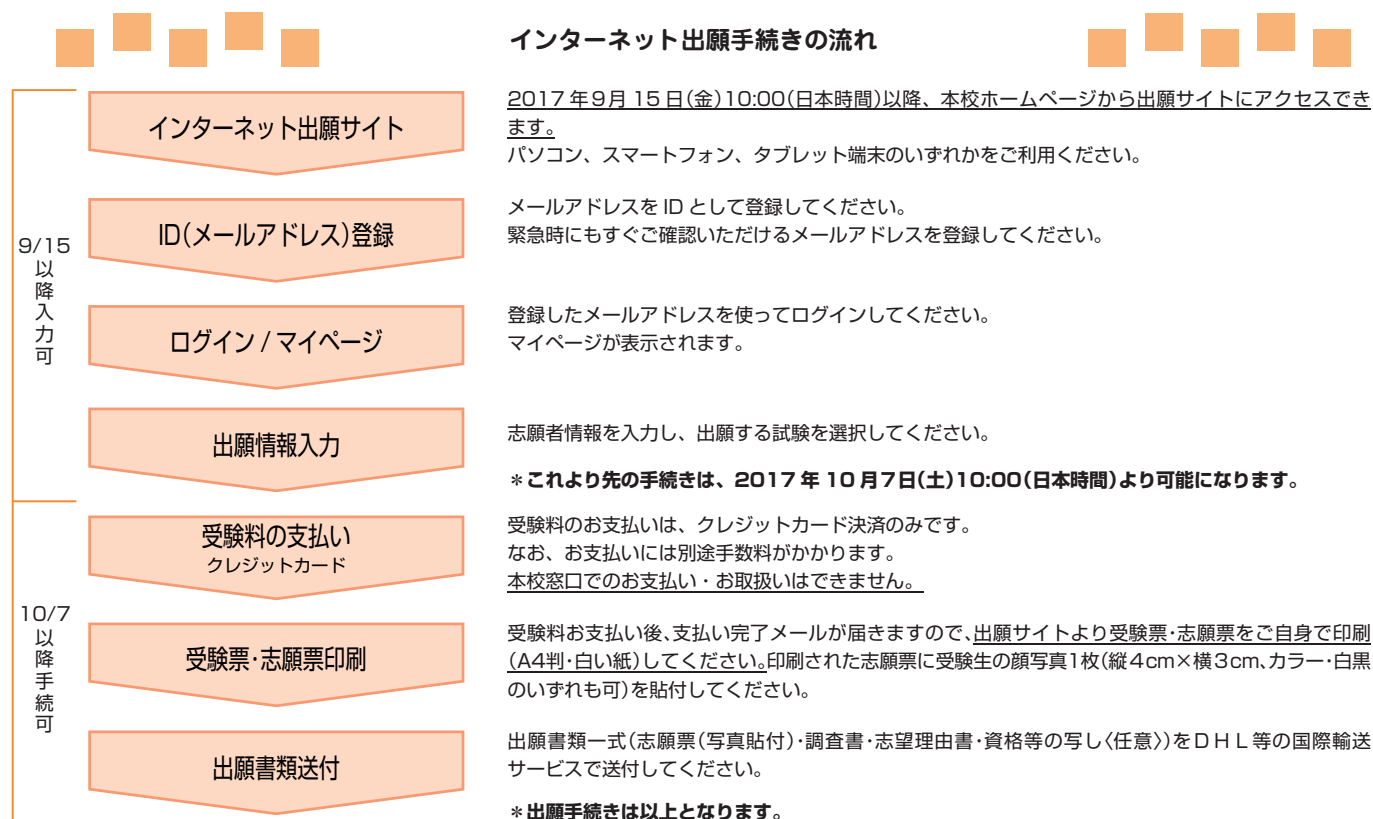 インターネット出願手続きの流れ
9/15
以降入力可
インターネット出願サイト
2017年9月15日(金)10:00(日本時間)以降、本校ホームページから出願サイトにアクセスでき
ます。
パソコン、スマートフォン、タブレット端末のいずれかをご利用ください。
ID(メールアドレス)登録
メールアドレスを ID として登録してください。
緊急時にもすぐご確認いただけるメールアドレスを登録してください。
ログイン / マイページ
登録したメールアドレスを使ってログインしてください。
マイページが表示されます。
出願情報入力
志願者情報を入力し、出願する試験を選択してください。
＊これより先の手続きは、2017年10月7日(土)10:00(日本時間)より可能になります。
10/7
以降手続可
受験料の支払い
クレジットカード
受験料のお支払いは、クレジットカード決済のみです。
なお、お支払いには別途手数料がかかります。
本校窓口でのお支払い・お取扱いはできません。
受験票・志願票印刷
受験料お支払い後、支払い完了メールが届きますので、出願サイトより受験票・志願票をご自身で印刷
(A4判・白い紙)してください。印刷された志願票に受験生の顔写真1枚(縦4cm×横3cm、カラー・白黒
のいずれも可)を貼付してください。
出願書類送付
出願書類一式(志願票(写真貼付)・調査書・志望理由書・資格等の写し〈任意〉)をDHL等の国際輸送
サービスで送付してください。
＊出願手続きは以上となります。